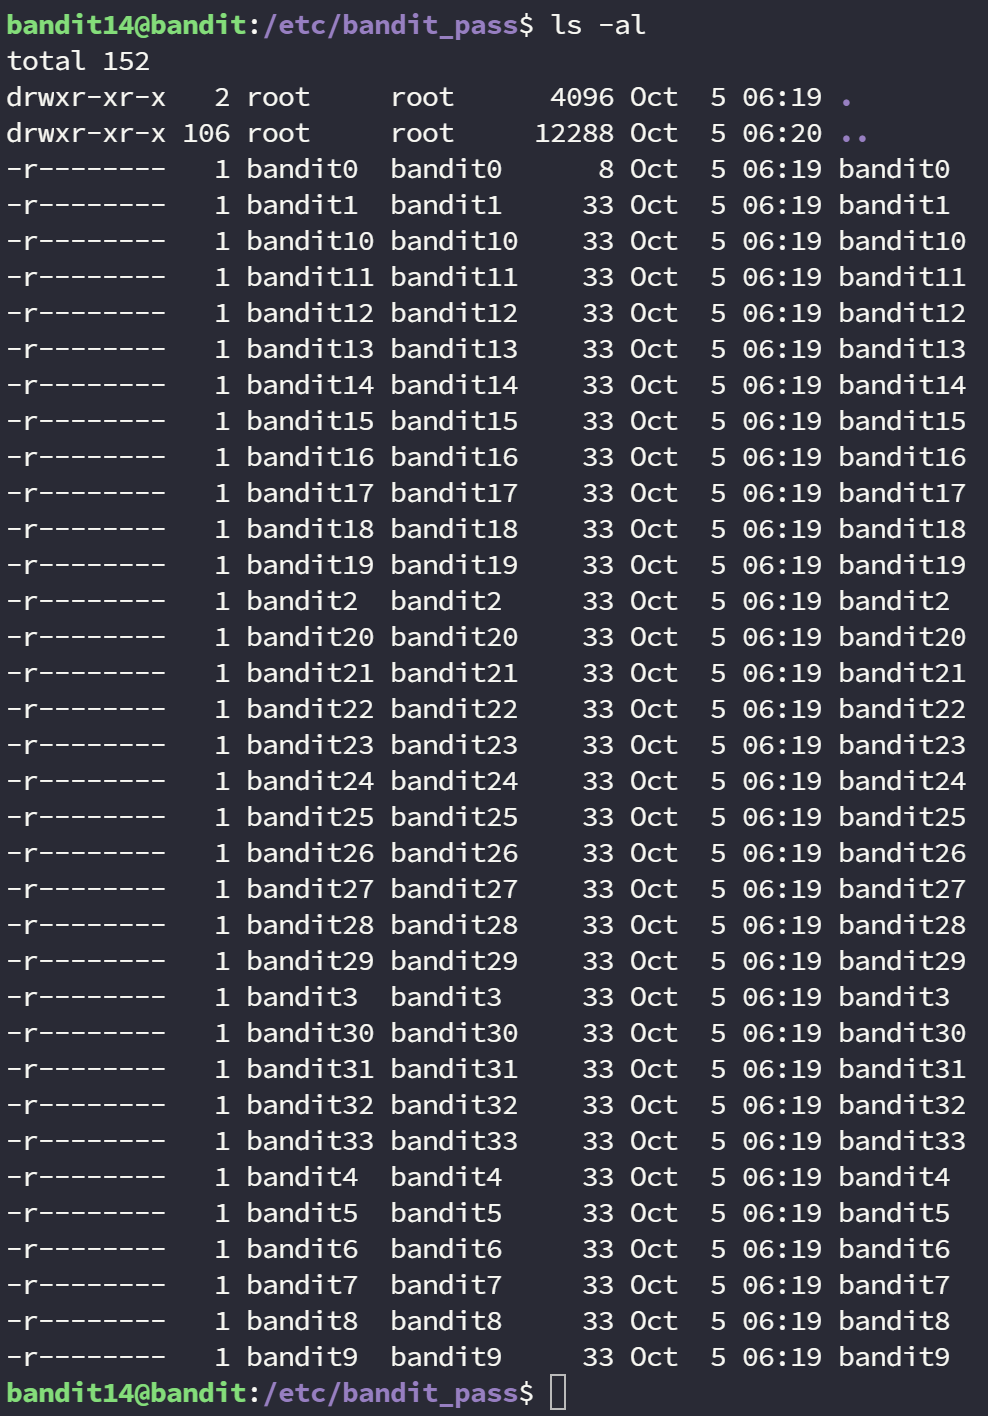 bandit14@bandit:/etc/bandit_pass$ ls -al
total 152
drwxr-xr-x   2 root     root      4096 Oct  5 06:19 .
drwxr-xr-x 106 root     root     12288 Oct  5 06:20 ..
-r--------   1 bandit0  bandit0      8 Oct  5 06:19 bandit0
-r--------   1 bandit1  bandit1     33 Oct  5 06:19 bandit1
-r--------   1 bandit10 bandit10    33 Oct  5 06:19 bandit10
-r--------   1 bandit11 bandit11    33 Oct  5 06:19 bandit11
-r--------   1 bandit12 bandit12    33 Oct  5 06:19 bandit12
-r--------   1 bandit13 bandit13    33 Oct  5 06:19 bandit13
-r--------   1 bandit14 bandit14    33 Oct  5 06:19 bandit14
-r--------   1 bandit15 bandit15    33 Oct  5 06:19 bandit15
-r--------   1 bandit16 bandit16    33 Oct  5 06:19 bandit16
-r--------   1 bandit17 bandit17    33 Oct  5 06:19 bandit17
-r--------   1 bandit18 bandit18    33 Oct  5 06:19 bandit18
-r--------   1 bandit19 bandit19    33 Oct  5 06:19 bandit19
-r--------   1 bandit2  bandit2     33 Oct  5 06:19 bandit2
-r--------   1 bandit20 bandit20    33 Oct  5 06:19 bandit20
-r--------   1 bandit21 bandit21    33 Oct  5 06:19 bandit21
-r--------   1 bandit22 bandit22    33 Oct  5 06:19 bandit22
-r--------   1 bandit23 bandit23    33 Oct  5 06:19 bandit23
-r--------   1 bandit24 bandit24    33 Oct  5 06:19 bandit24
-r--------   1 bandit25 bandit25    33 Oct  5 06:19 bandit25
-r--------   1 bandit26 bandit26    33 Oct  5 06:19 bandit26
-r--------   1 bandit27 bandit27    33 Oct  5 06:19 bandit27
-r--------   1 bandit28 bandit28    33 Oct  5 06:19 bandit28
-r--------   1 bandit29 bandit29    33 Oct  5 06:19 bandit29
-r--------   1 bandit3  bandit3     33 Oct  5 06:19 bandit3
-r--------   1 bandit30 bandit30    33 Oct  5 06:19 bandit30
-r--------   1 bandit31 bandit31    33 Oct  5 06:19 bandit31
-r--------   1 bandit32 bandit32    33 Oct  5 06:19 bandit32
-r--------   1 bandit33 bandit33    33 Oct  5 06:19 bandit33
-r--------   1 bandit4  bandit4     33 Oct  5 06:19 bandit4
-r--------   1 bandit5  bandit5     33 Oct  5 06:19 bandit5
-r--------   1 bandit6  bandit6     33 Oct  5 06:19 bandit6
-r--------   1 bandit7  bandit7     33 Oct  5 06:19 bandit7
-r--------   1 bandit8  bandit8     33 Oct  5 06:19 bandit8
-r--------   1 bandit9  bandit9     33 Oct  5 06:19 bandit9
bandit14@bandit:/etc/bandit_pass$